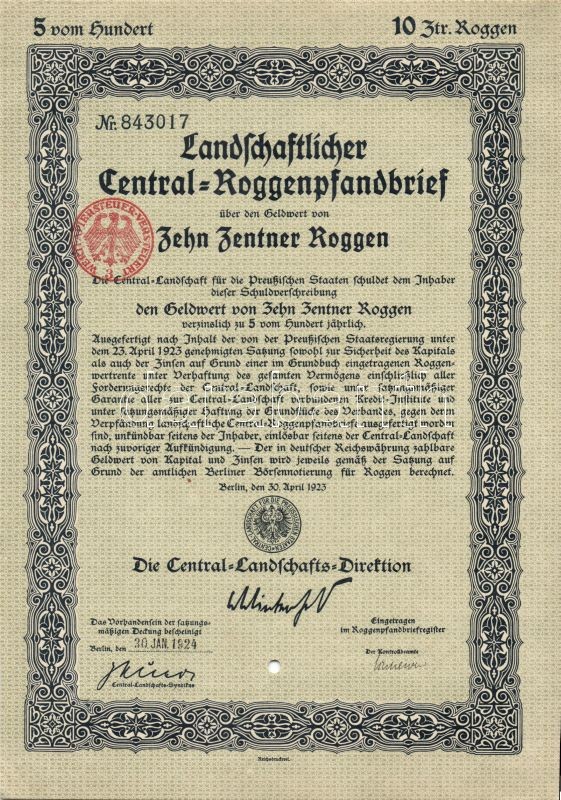 5 vom Hundert
10 Ztr. Roggen
Nr. 843017
Landschaftlicher
Central-Roggenpfandbrief
über den Geldwert von
Zehn Zentner Roggen
Die Central-Landschaft für die Preußischen Staaten schuldet dem Inhaber
dieser Schuldverschreibung
den Geldwert von Zehn Zentner Roggen
verzinslich zu 5 vom Hundert jährlich.
Ausgefertigt nach Inhalt der von der Preußischen Staatsregierung unter
dem 23. April 1923 genehmigten Satzung sowohl zur Sicherheit des Kapitals
als auch der Zinsen auf Grund einer im Grundbuch eingetragenen Roggen-
wertrente unter Verhaftung des gesamten Vermögens einschließlich aller
Forderungsrechte der Central-Landschaft, sowie unter satzungsmäßiger
Garantie aller zur Central-Landschaft verbundenen Kredit-Institute und
unter satzungsmäßiger Haftung der Grundstücke des Verbandes, gegen deren
Verpfändung landschaftliche Central-Roggenpfandbriefe ausgefertigt worden
sind, unkündbar seitens der Inhaber, einlösbar seitens der Central-Landschaft
nach zuvoriger Aufkündigung. — Der in deutscher Reichswährung zahlbare
Geldwert von Kapital und Zinsen wird jeweils gemäß der Satzung auf
Grund der amtlichen Berliner Börsennotierung für Roggen berechnet.
Berlin, den 30. April 1923
CENTRAL-LANDSCHAFT FÜR DIE PREUSSISCHEN STAATEN
Die Central-Landschafts-Direktion
Das Vorhandensein der satzungs-
mäßigen Deckung bescheinigt
Berlin, den 30. JAN. 1924
Central-Landschafts-Syndikus
Eingetragen
im Roggenpfandbriefregister
Der Kontrollbeamte
Reichsdruckerei.